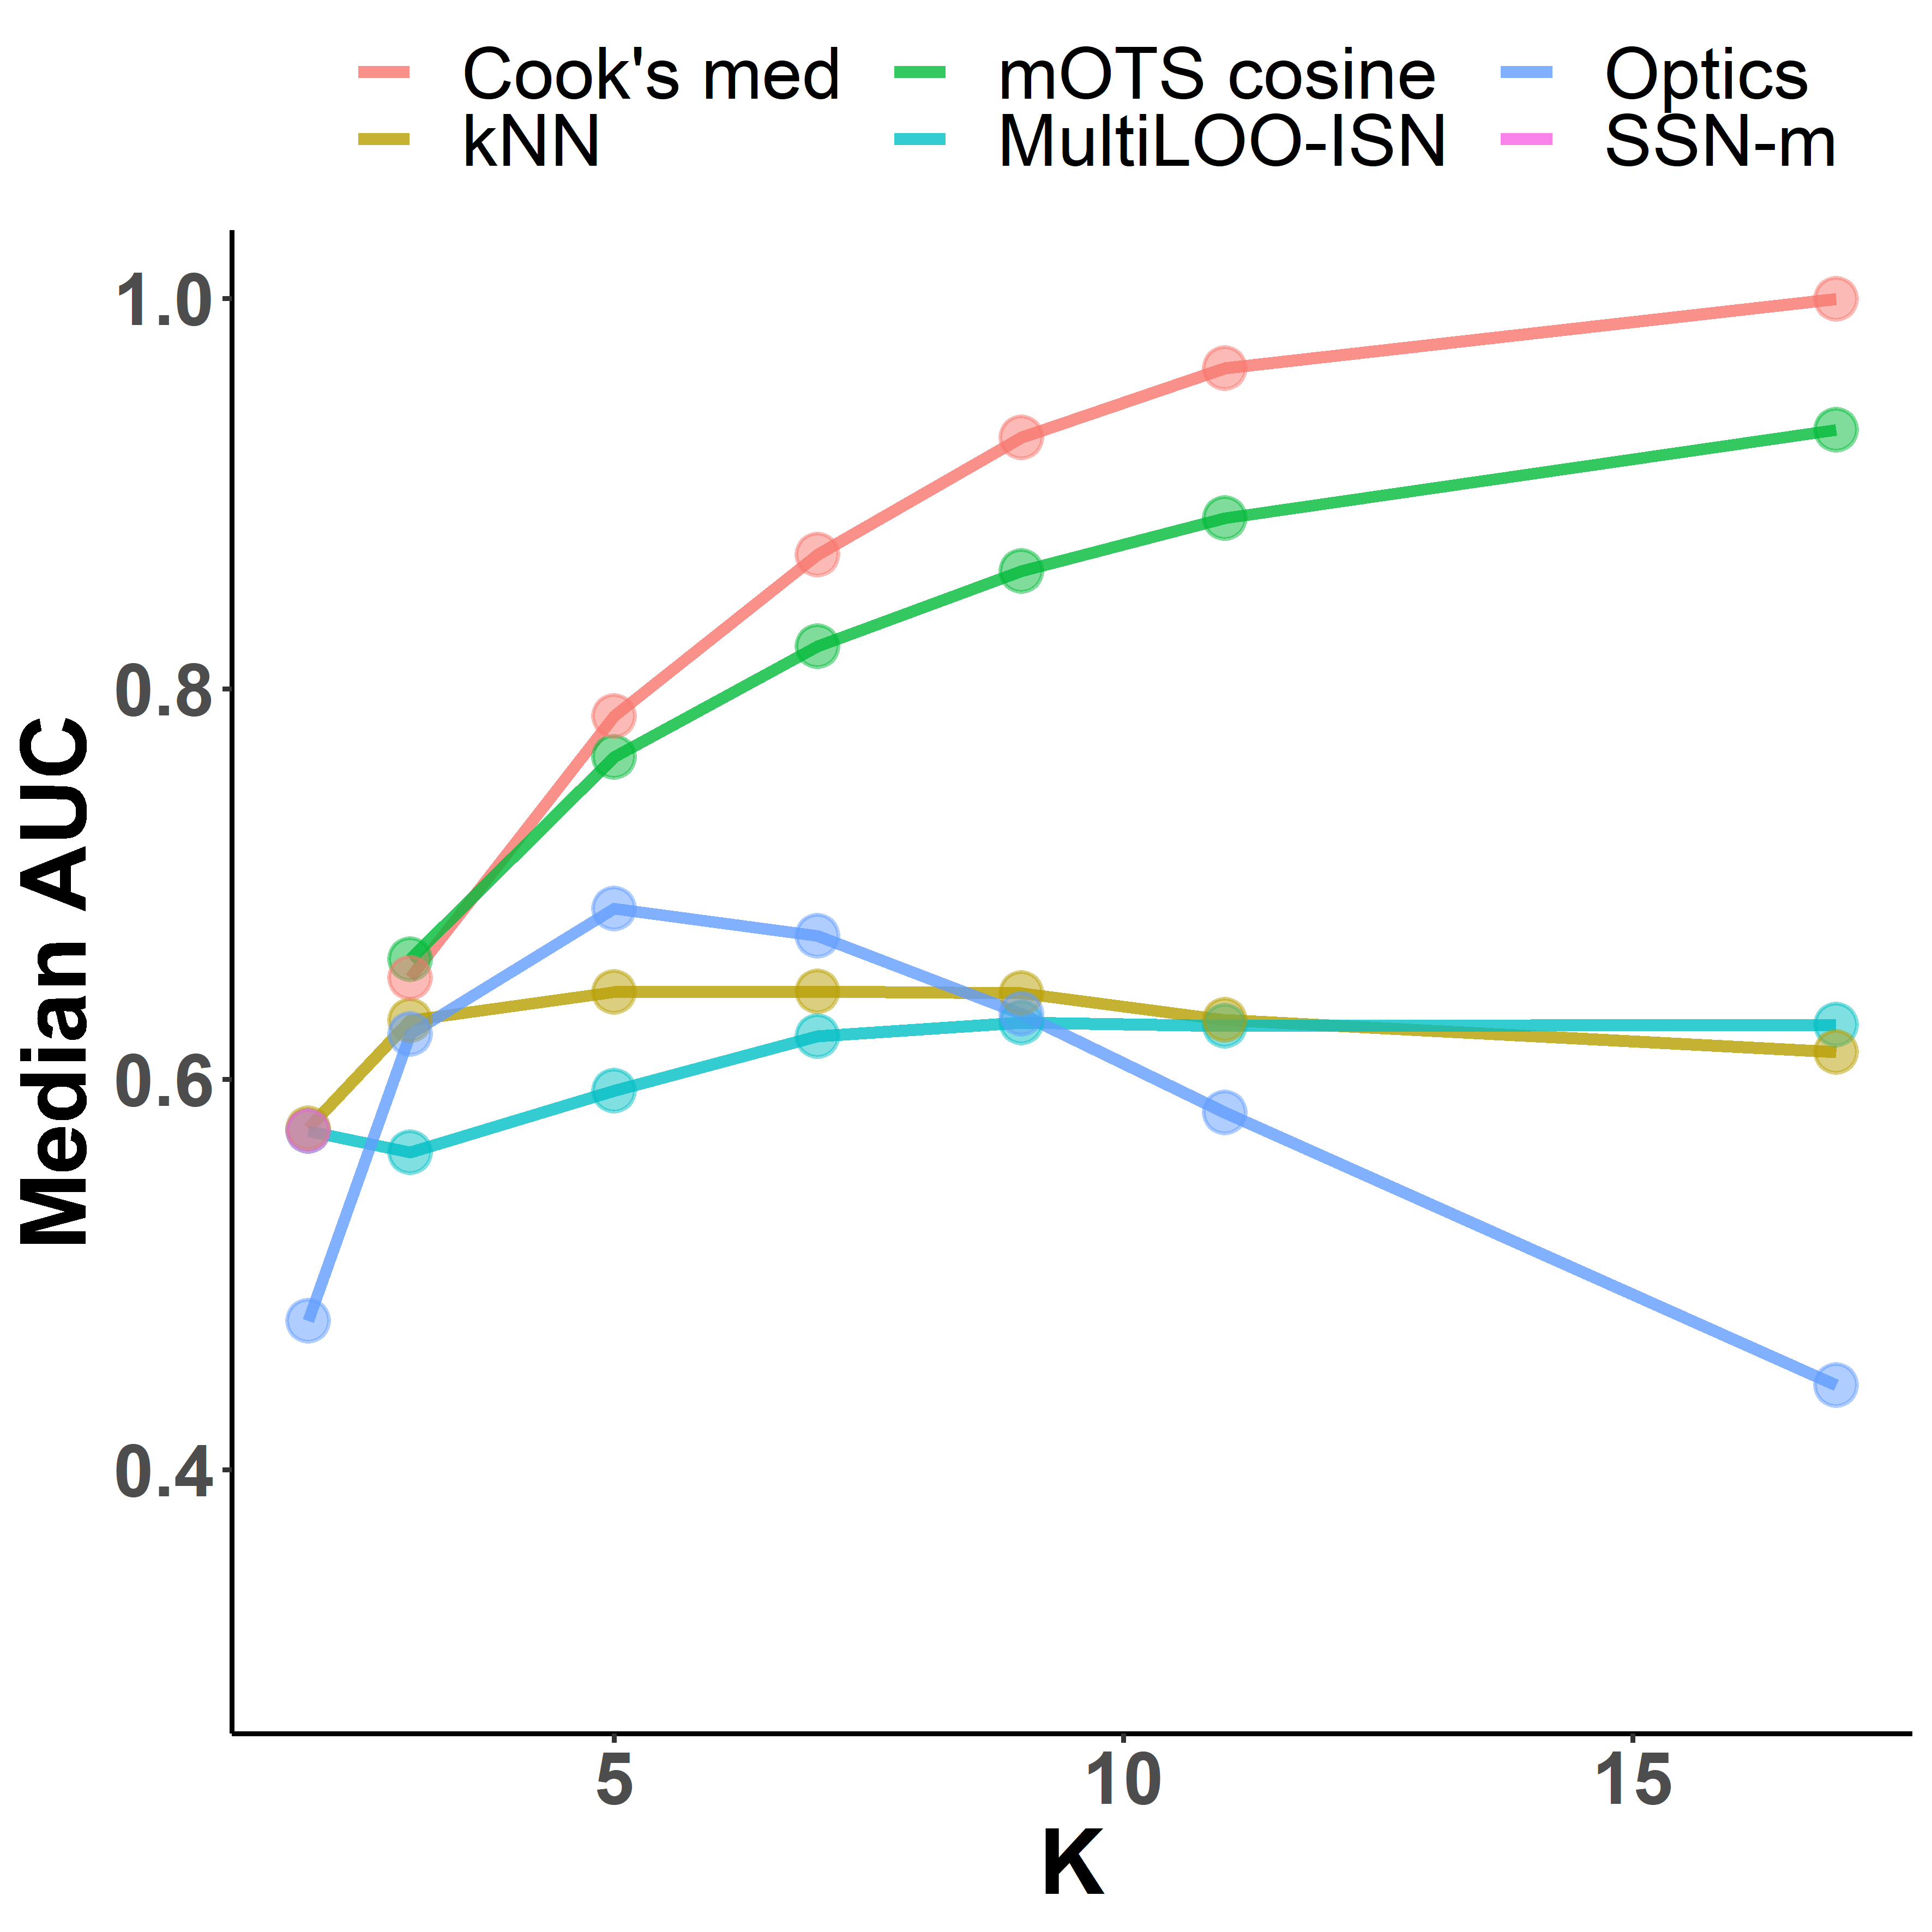 Cook's med mOTS cosine Optics
kNN MultiLOO-ISN SSN-m
1.0
0.8
0.6
0.4
Median AUC
5 10 15
K